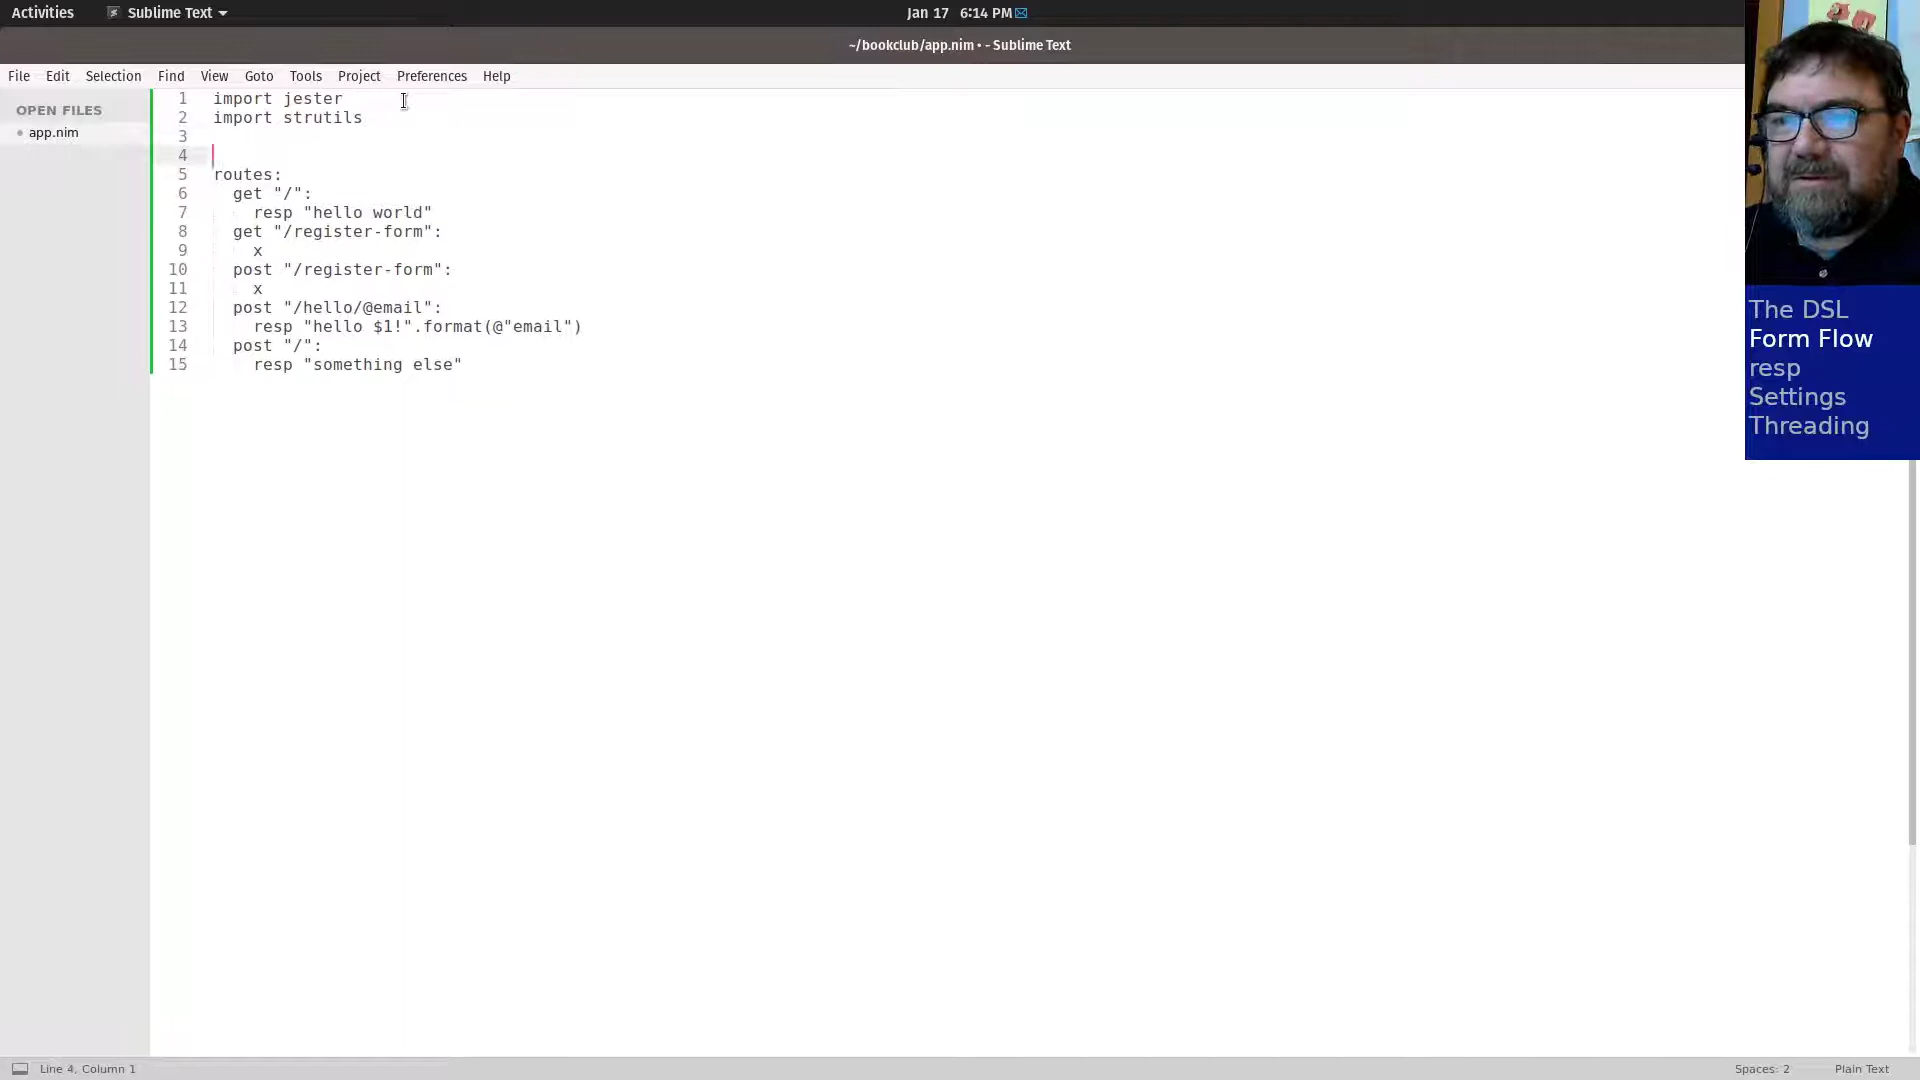 Activities
Sublime Text
Jan 17 6:14 PM
~/bookclub/app.nim • - Sublime Text
File Edit Selection Find View Goto Tools Project Preferences Help
OPEN FILES
app.nim
1 import jester
2 import strutils
3
4
5 routes:
6 get "/":
7 resp "hello world"
8 get "/register-form":
9 x
10 post "/register-form":
11 x
12 post "/hello/@email":
13 resp "hello $1!".format(@"email")
14 post "/":
15 resp "something else"
The DSL
Form Flow
resp
Settings
Threading
Line 4, Column 1
Spaces: 2
Plain Text